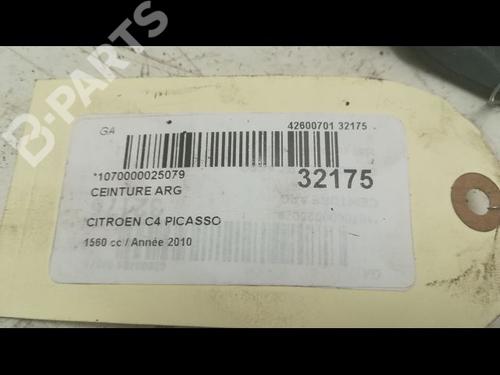 B-PARTS
GA
42600701 32175
*1070000025079
CEINTURE ARG
32175
CITROEN C4 PICASSO
1560 cc / Année 2010